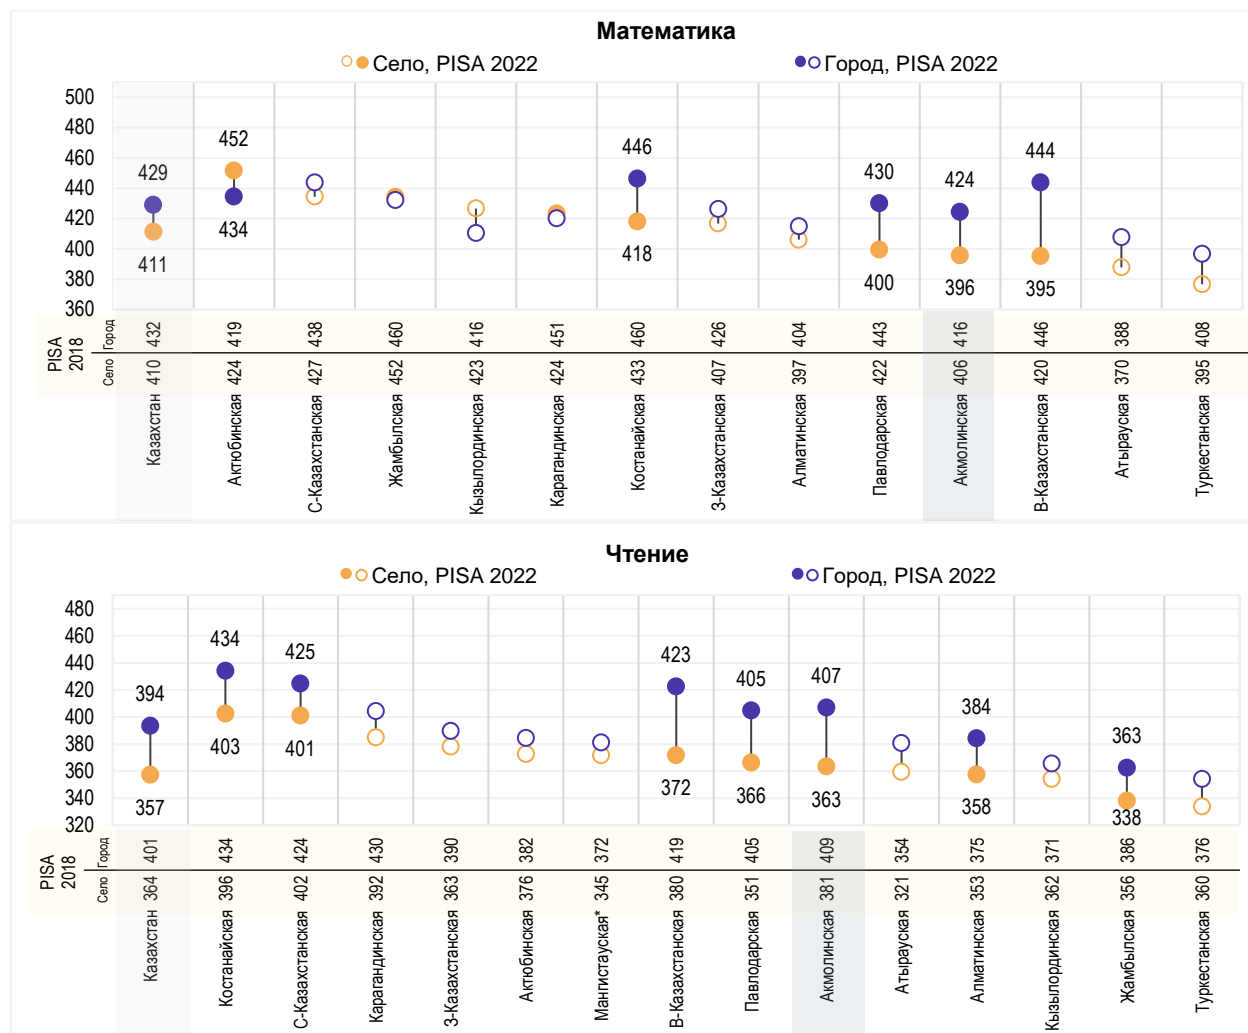 Математика
Село, PISA 2022
Город, PISA 2022
500
480
460
440
420
400
380
360
429
411
452
434
446
418
430
400
424
396
444
395
PISA 2018
Город 432 419 438 460 416 451 460 426 404 443 416 446 388 408
Село 410 424 427 452 423 424 433 407 397 422 406 420 370 395
Казахстан
Актюбинская
С-Казахстанская
Жамбылская
Кызылординская
Карагандинская
Костанайская
З-Казахстанская
Алматинская
Павлодарская
Акмолинская
В-Казахстанская
Атырауская
Туркестанская
Чтение
Село, PISA 2022
Город, PISA 2022
480
460
440
420
400
380
360
340
320
394
357
434
403
425
401
423
372
405
366
407
363
384
358
363
338
PISA 2018
Город 401 434 424 430 390 382 372 419 405 409 354 375 371 386 376
Село 364 396 402 392 363 376 345 380 351 381 321 353 362 356 360
Казахстан
Костанайская
С-Казахстанская
Карагандинская
З-Казахстанская
Актюбинская
Мангистауская*
В-Казахстанская
Павлодарская
Акмолинская
Атырауская
Алматинская
Кызылординская
Жамбылская
Туркестанская